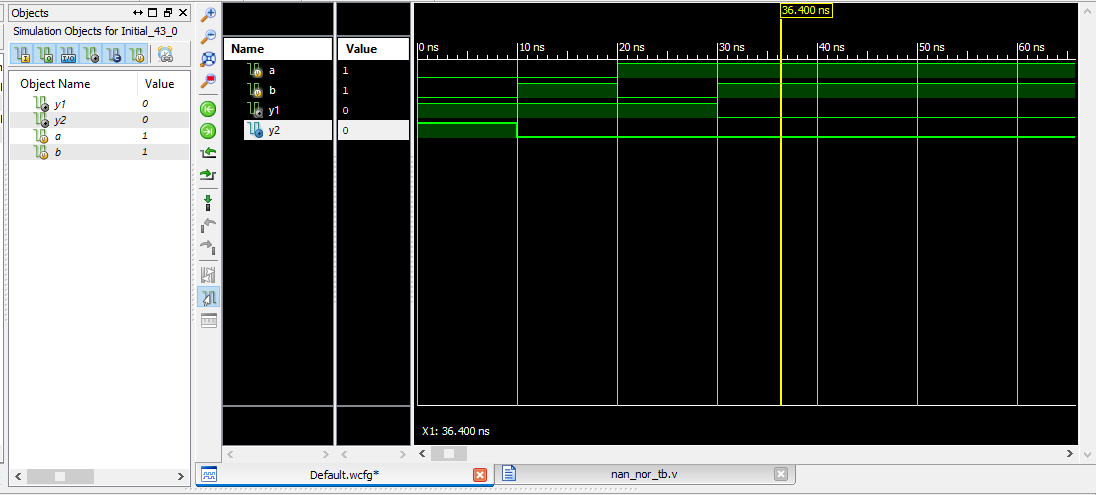 Objects
Simulation Objects for Initial_43_0
Object Name Value
y1 0
y2 0
a 1
b 1
Name Value
a 1
b 1
y1 0
y2 0
36.400 ns
0 ns 10 ns 20 ns 30 ns 40 ns 50 ns 60 ns
X1: 36.400 ns
Default.wcfg* nan_nor_tb.v